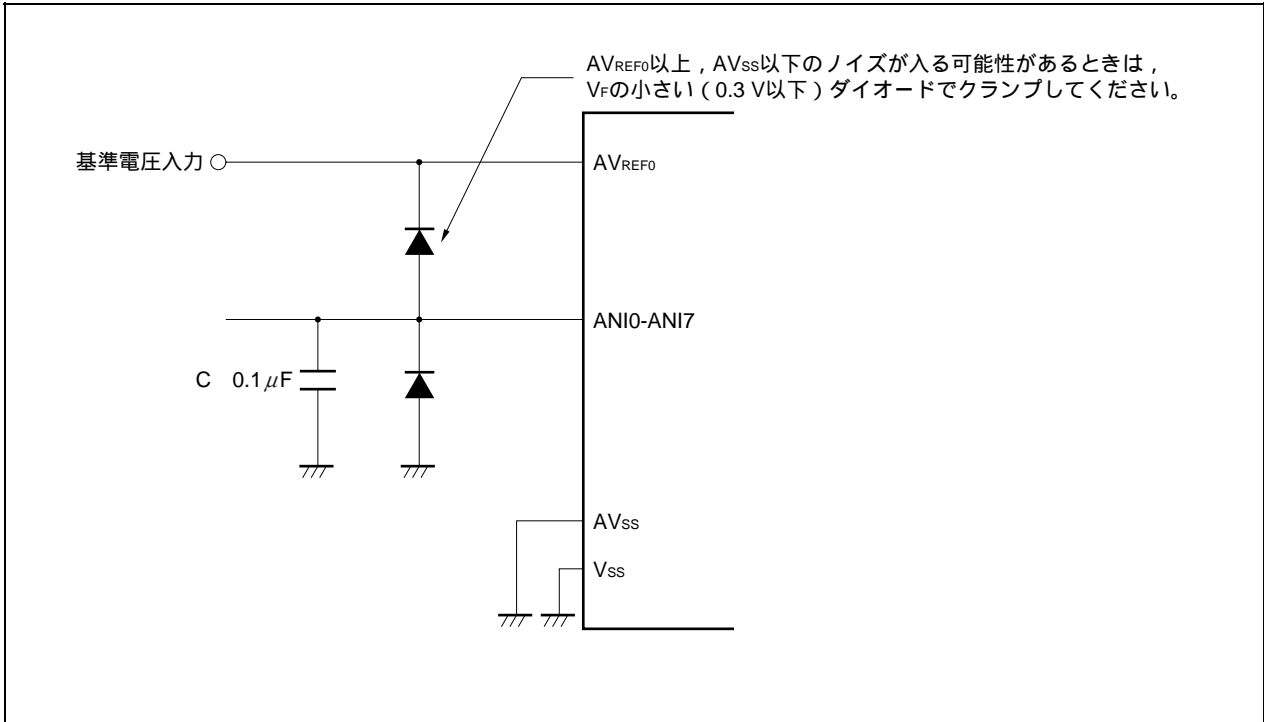 AVREF0以上，AVSS以下のノイズが入る可能性があるときは，
VFの小さい（0.3 V以下）ダイオードでクランプしてください。
基準電圧入力
AVREF0
ANI0-ANI7
C 0.1 μF
AVSS
VSS